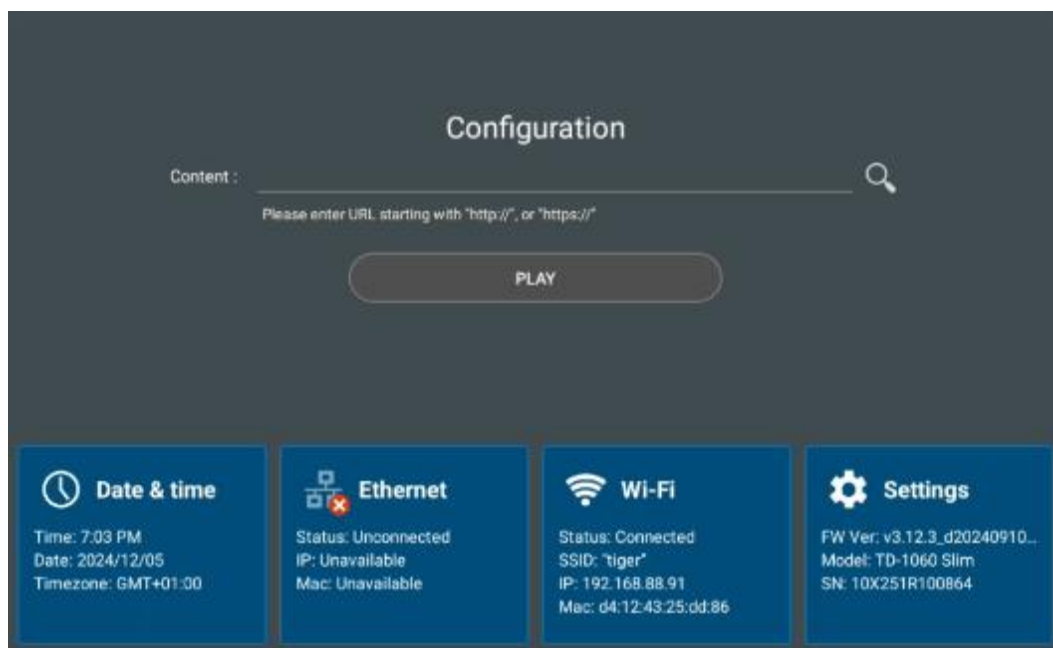 Configuration
Content :
Please enter URL starting with "http://", or "https://"
PLAY
Date & time
Time: 7:03 PM
Date: 2024/12/05
Timezone: GMT+01:00
Ethernet
Status: Unconnected
IP: Unavailable
Mac: Unavailable
Wi-Fi
Status: Connected
SSID: "tiger"
IP: 192.168.88.91
Mac: d4:12:43:25:dd:86
Settings
FW Ver: v3.12.3_d20240910...
Model: TD-1060 Slim
SN: 10X251R100864